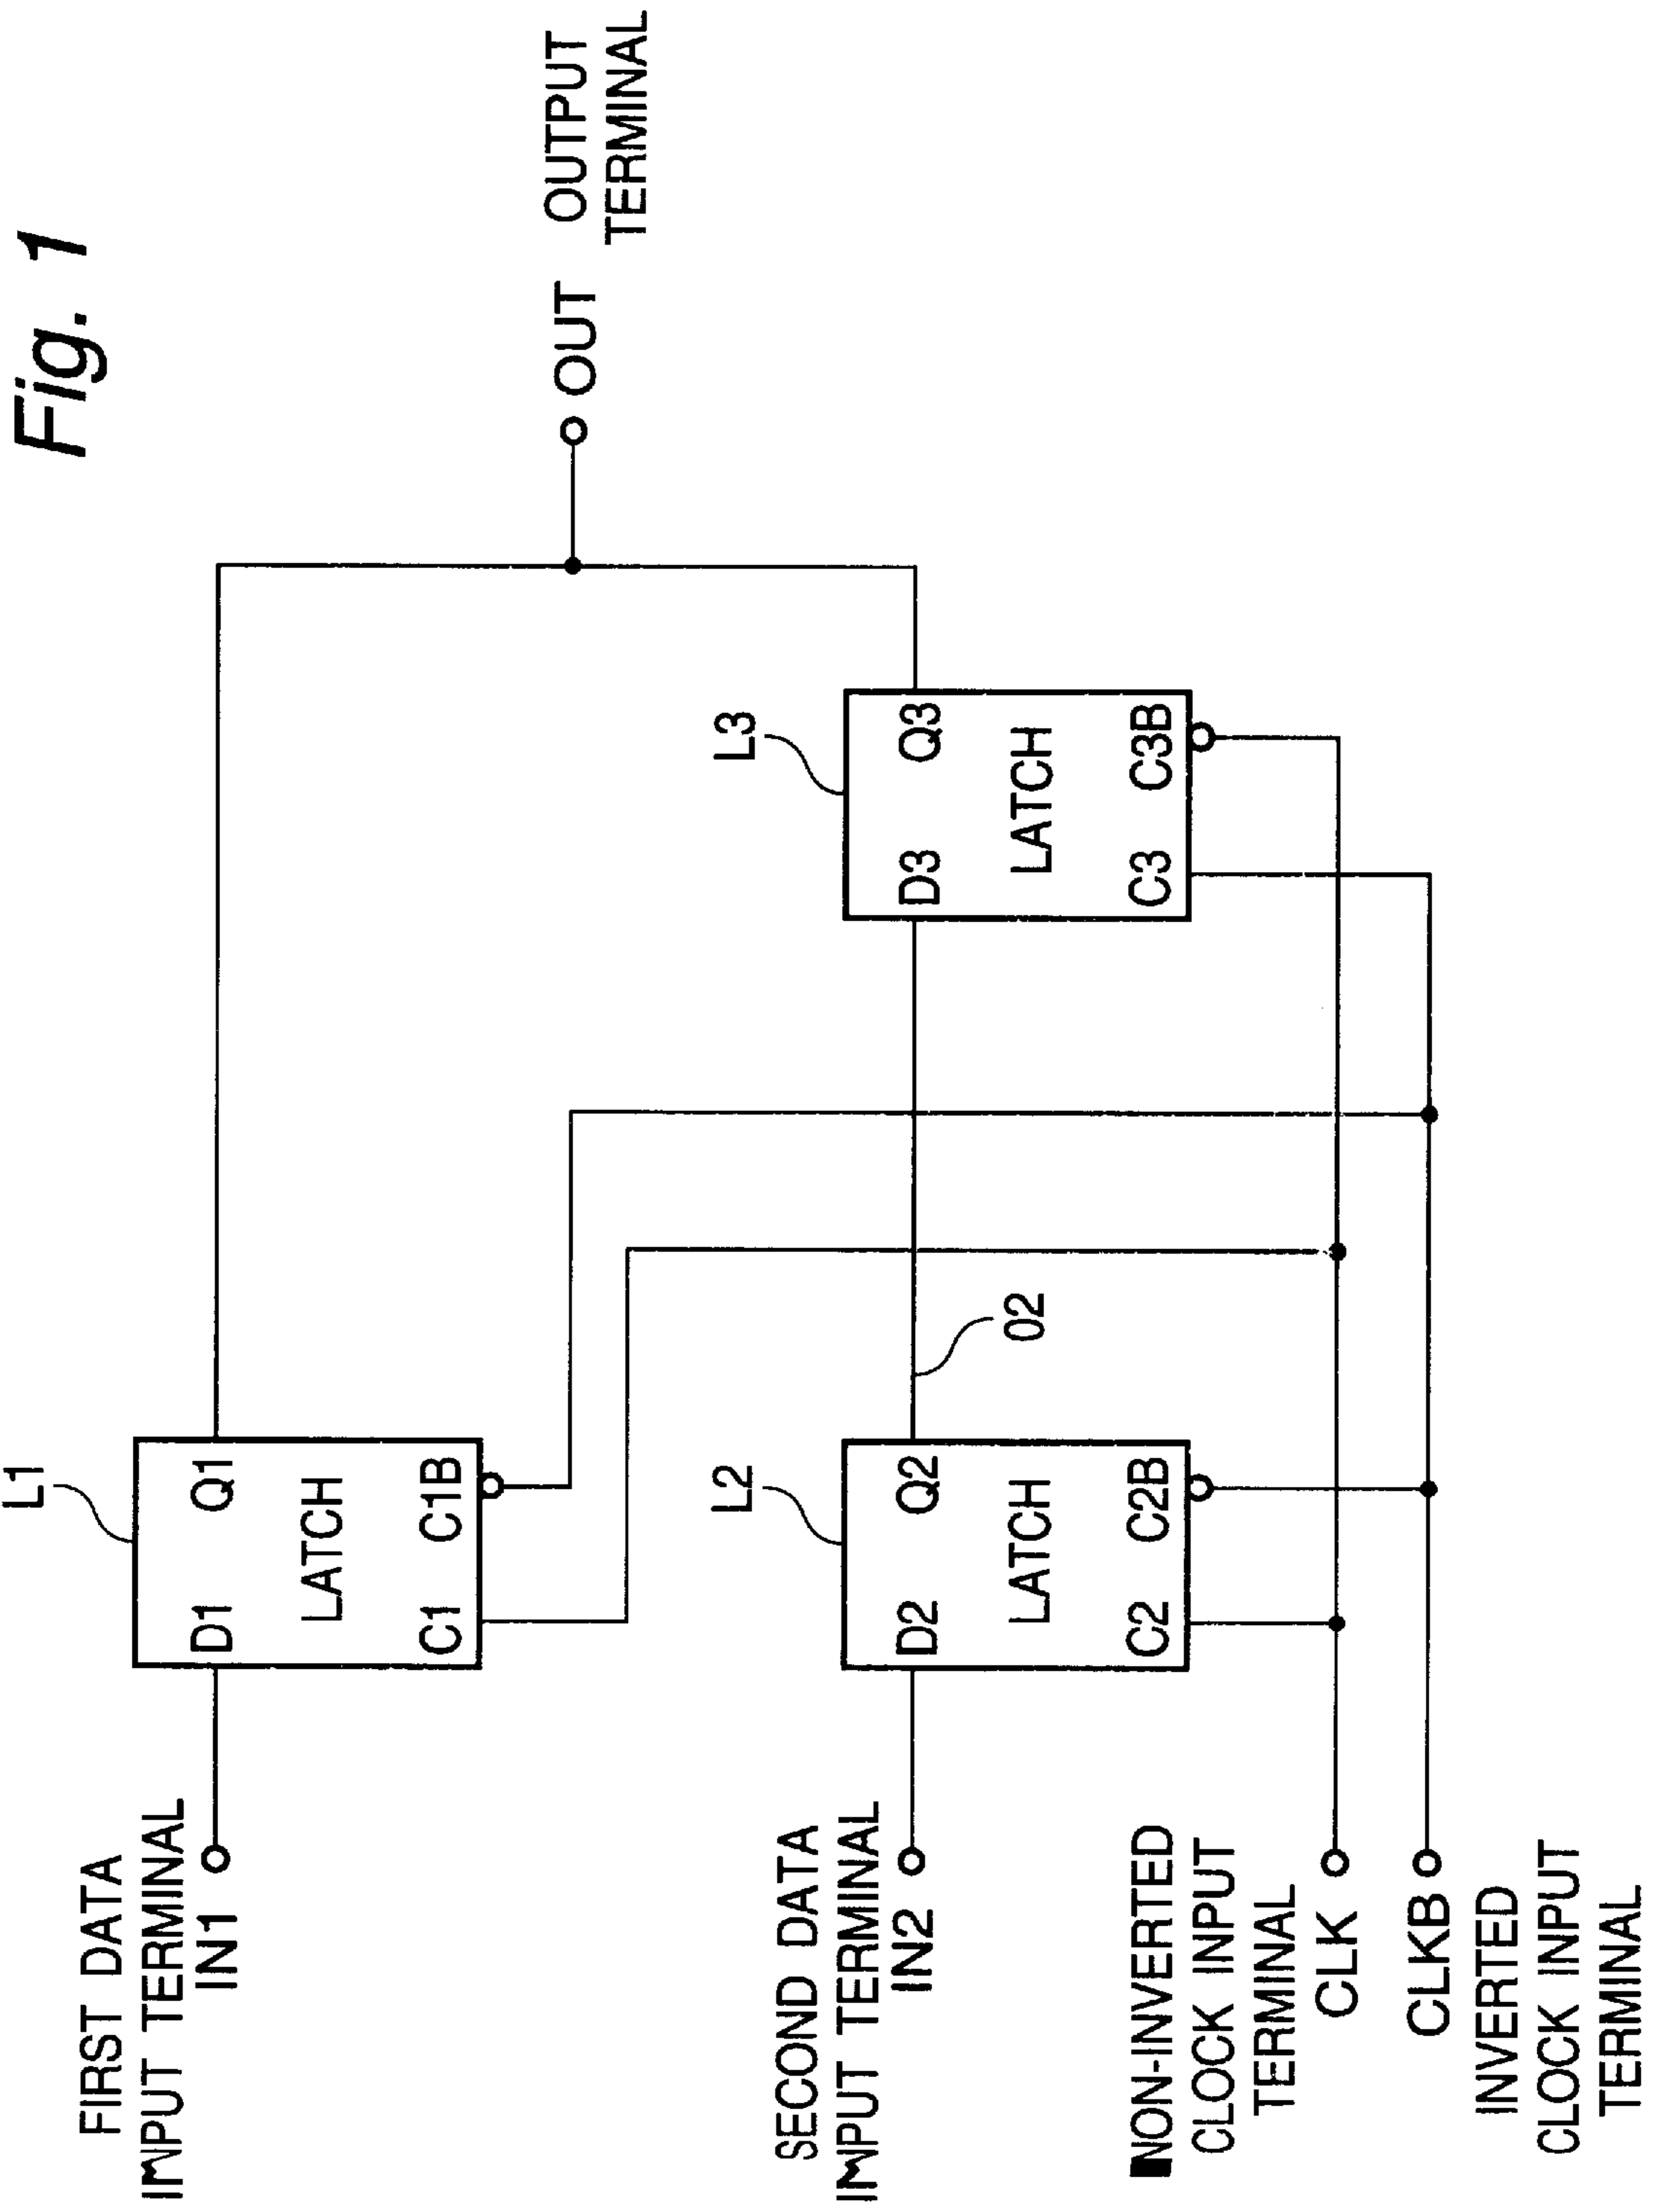 Fig. 1
FIRST DATA
INPUT TERMINAL
IN1
L1
D1 Q1
LATCH
C1 C1B
OUT OUTPUT
TERMINAL
SECOND DATA
INPUT TERMINAL
IN2
L2
D2 Q2
LATCH
C2 C2B
02
L3
D3 Q3
LATCH
C3 C3B
NON-INVERTED
CLOCK INPUT
TERMINAL
CLK
CLKB
INVERTED
CLOCK INPUT
TERMINAL